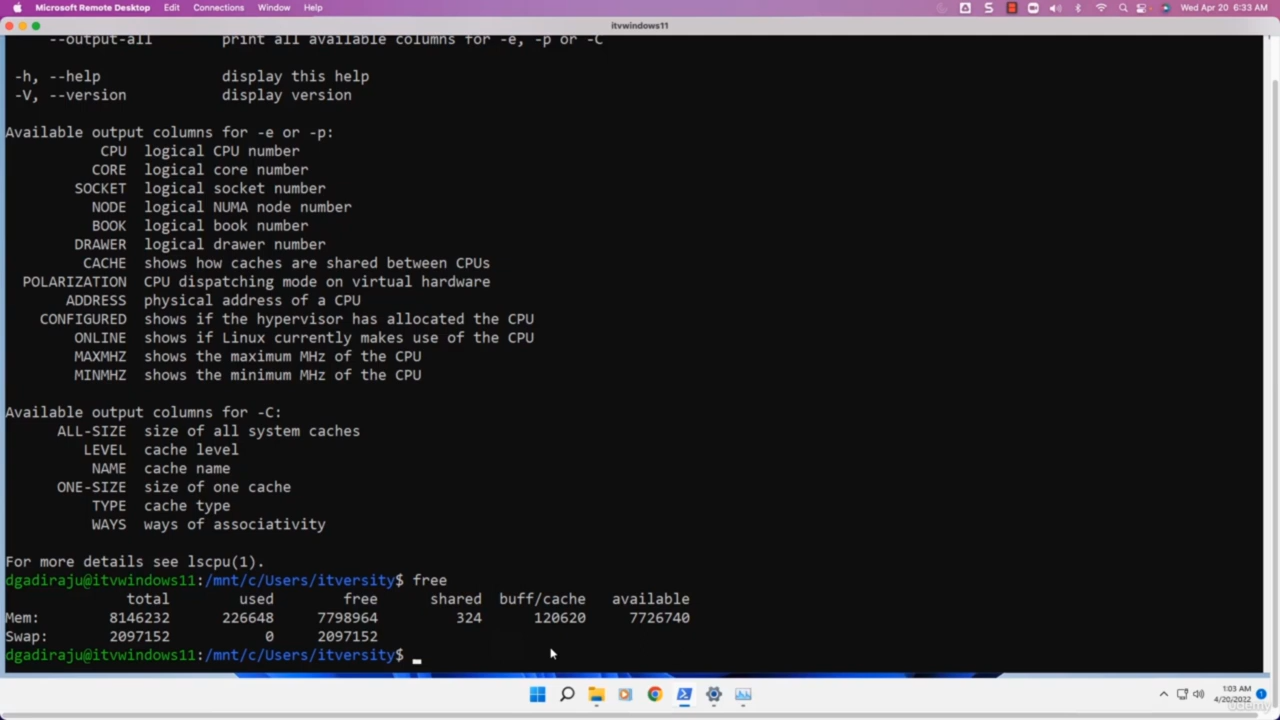 Microsoft Remote Desktop Edit Connections Window Help Wed Apr 20 6:33 AM
itvwindows11
--output-all print all available columns for -e, -p or -C
-h, --help display this help
-V, --version display version
Available output columns for -e or -p:
CPU logical CPU number
CORE logical core number
SOCKET logical socket number
NODE logical NUMA node number
BOOK logical book number
DRAWER logical drawer number
CACHE shows how caches are shared between CPUs
POLARIZATION CPU dispatching mode on virtual hardware
ADDRESS physical address of a CPU
CONFIGURED shows if the hypervisor has allocated the CPU
ONLINE shows if Linux currently makes use of the CPU
MAXMHZ shows the maximum MHz of the CPU
MINMHZ shows the minimum MHz of the CPU
Available output columns for -C:
ALL-SIZE size of all system caches
LEVEL cache level
NAME cache name
ONE-SIZE size of one cache
TYPE cache type
WAYS ways of associativity
For more details see lscpu(1).
dgadiraju@itvwindows11:/mnt/c/Users/itversity$ free
total used free shared buff/cache available
Mem: 8146232 226648 7798964 324 120620 7726740
Swap: 2097152 0 2097152
dgadiraju@itvwindows11:/mnt/c/Users/itversity$
1:03 AM
4/20/2022
udemy